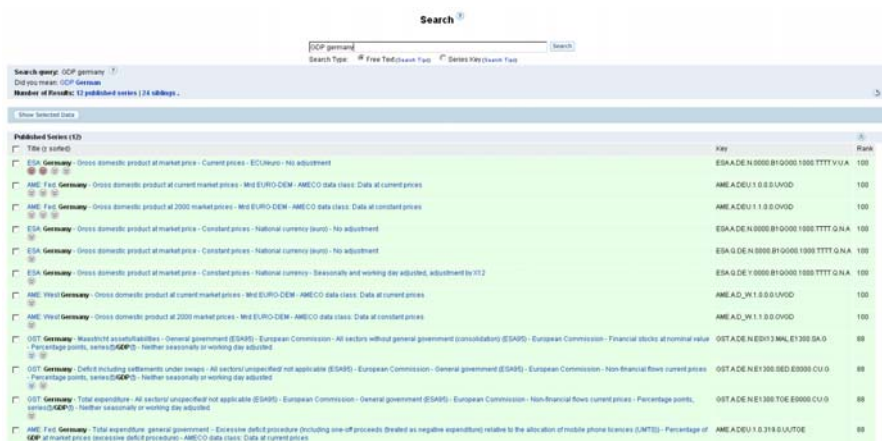 Search
GDP germany
Search
Search Type: Free Text (Search Tips) Series Key (Search Tips)
Search query: GDP germany
Did you mean: GDP German
Number of Results: 12 published series | 24 siblings .
Show Selected Data
Published Series (12)
Title (± sorted) Key Rank
ESA: Germany - Gross domestic product at market price - Current prices - ECU/euro - No adjustment 100
AME: Fed. Germany - Gross domestic product at current market prices - Mrd EURO-DEM - AMECO data class: Data at current prices AME.A.DEU.1.0.0.0.UVGD 100
AME: Fed. Germany - Gross domestic product at 2000 market prices - Mrd EURO-DEM - AMECO data class: Data at constant prices AME.A.DEU.1.1.0.0.OVGD 100
ESA: Germany - Gross domestic product at market price - Constant prices - National currency (euro) - No adjustment 100
ESA: Germany - Gross domestic product at market price - Constant prices - National currency (euro) - No adjustment 100
ESA: Germany - Gross domestic product at market price - Constant prices - National currency - Seasonally and working day adjusted, adjustment by X12 100
AME: West Germany - Gross domestic product at current market prices - Mrd EURO-DEM - AMECO data class: Data at current prices AME.A.D_W.1.0.0.0.UVGD 100
AME: West Germany - Gross domestic product at 2000 market prices - Mrd EURO-DEM - AMECO data class: Data at constant prices AME.A.D_W.1.1.0.0.OVGD 100
GST: Germany - Maastricht assets/liabilities - General government (ESA95) - European Commission - All sectors without general government (consolidation) (ESA95) - European Commission - Financial stocks at nominal value 88
- Percentage points, - Neither seasonally or working day adjusted
GST: Germany - Deficit including settlements under swaps - All sectors/ unspecified/ not applicable (ESA95) - European Commission - General government (ESA95) - European Commission - Non-financial flows current prices 88
- Percentage points, - Neither seasonally or working day adjusted
GST: Germany - Total expenditure - All sectors/ unspecified/ not applicable (ESA95) - European Commission - General government (ESA95) - European Commission - Non-financial flows current prices - Percentage points, 88
- Neither seasonally or working day adjusted
AME: Fed. Germany - Total expenditure: general government - Excessive deficit procedure (Including one-off proceeds (treated as negative expenditure) relative to the allocation of mobile phone licences (UMTS)) - Percentage of AME.A.DEU.1.0.319.0.UUTGE 88
GDP at market prices (excessive deficit procedure) - AMECO data class: Data at current prices